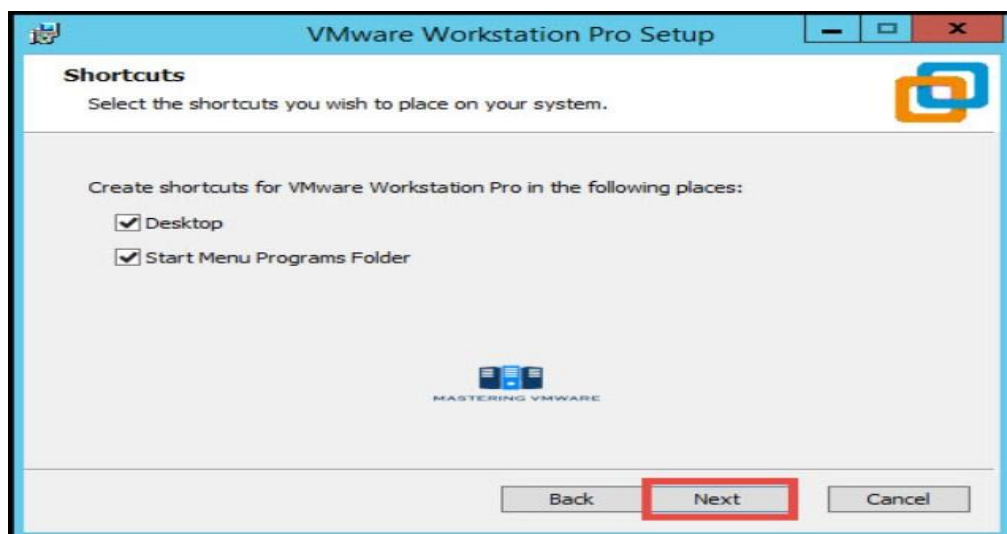 VMware Workstation Pro Setup
Shortcuts
Select the shortcuts you wish to place on your system.
Create shortcuts for VMware Workstation Pro in the following places:
Desktop
Start Menu Programs Folder
MASTERING VMWARE
Back Next Cancel